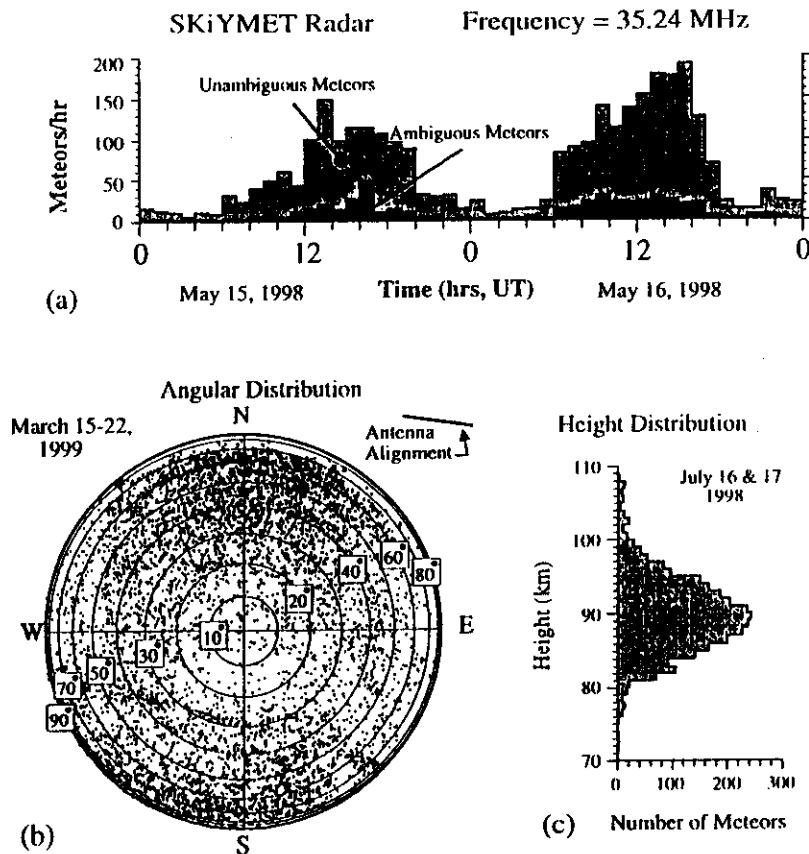 SKiYMET Radar Frequency = 35.24 MHz
200
150
100
50
0
Meteors/hr
Unambiguous Meteors
Ambiguous Meteors
0 12 0 12 0
(a) May 15, 1998 Time (hrs, UT) May 16, 1998
Angular Distribution
March 15-22,
1999
N
Antenna
Alignment
W
E
S
10°
20°
30°
40°
50°
60°
70°
80°
90°
(b)
Height Distribution
July 16 & 17
1998
110
100
90
80
70
Height (km)
0 100 200 300
(c) Number of Meteors